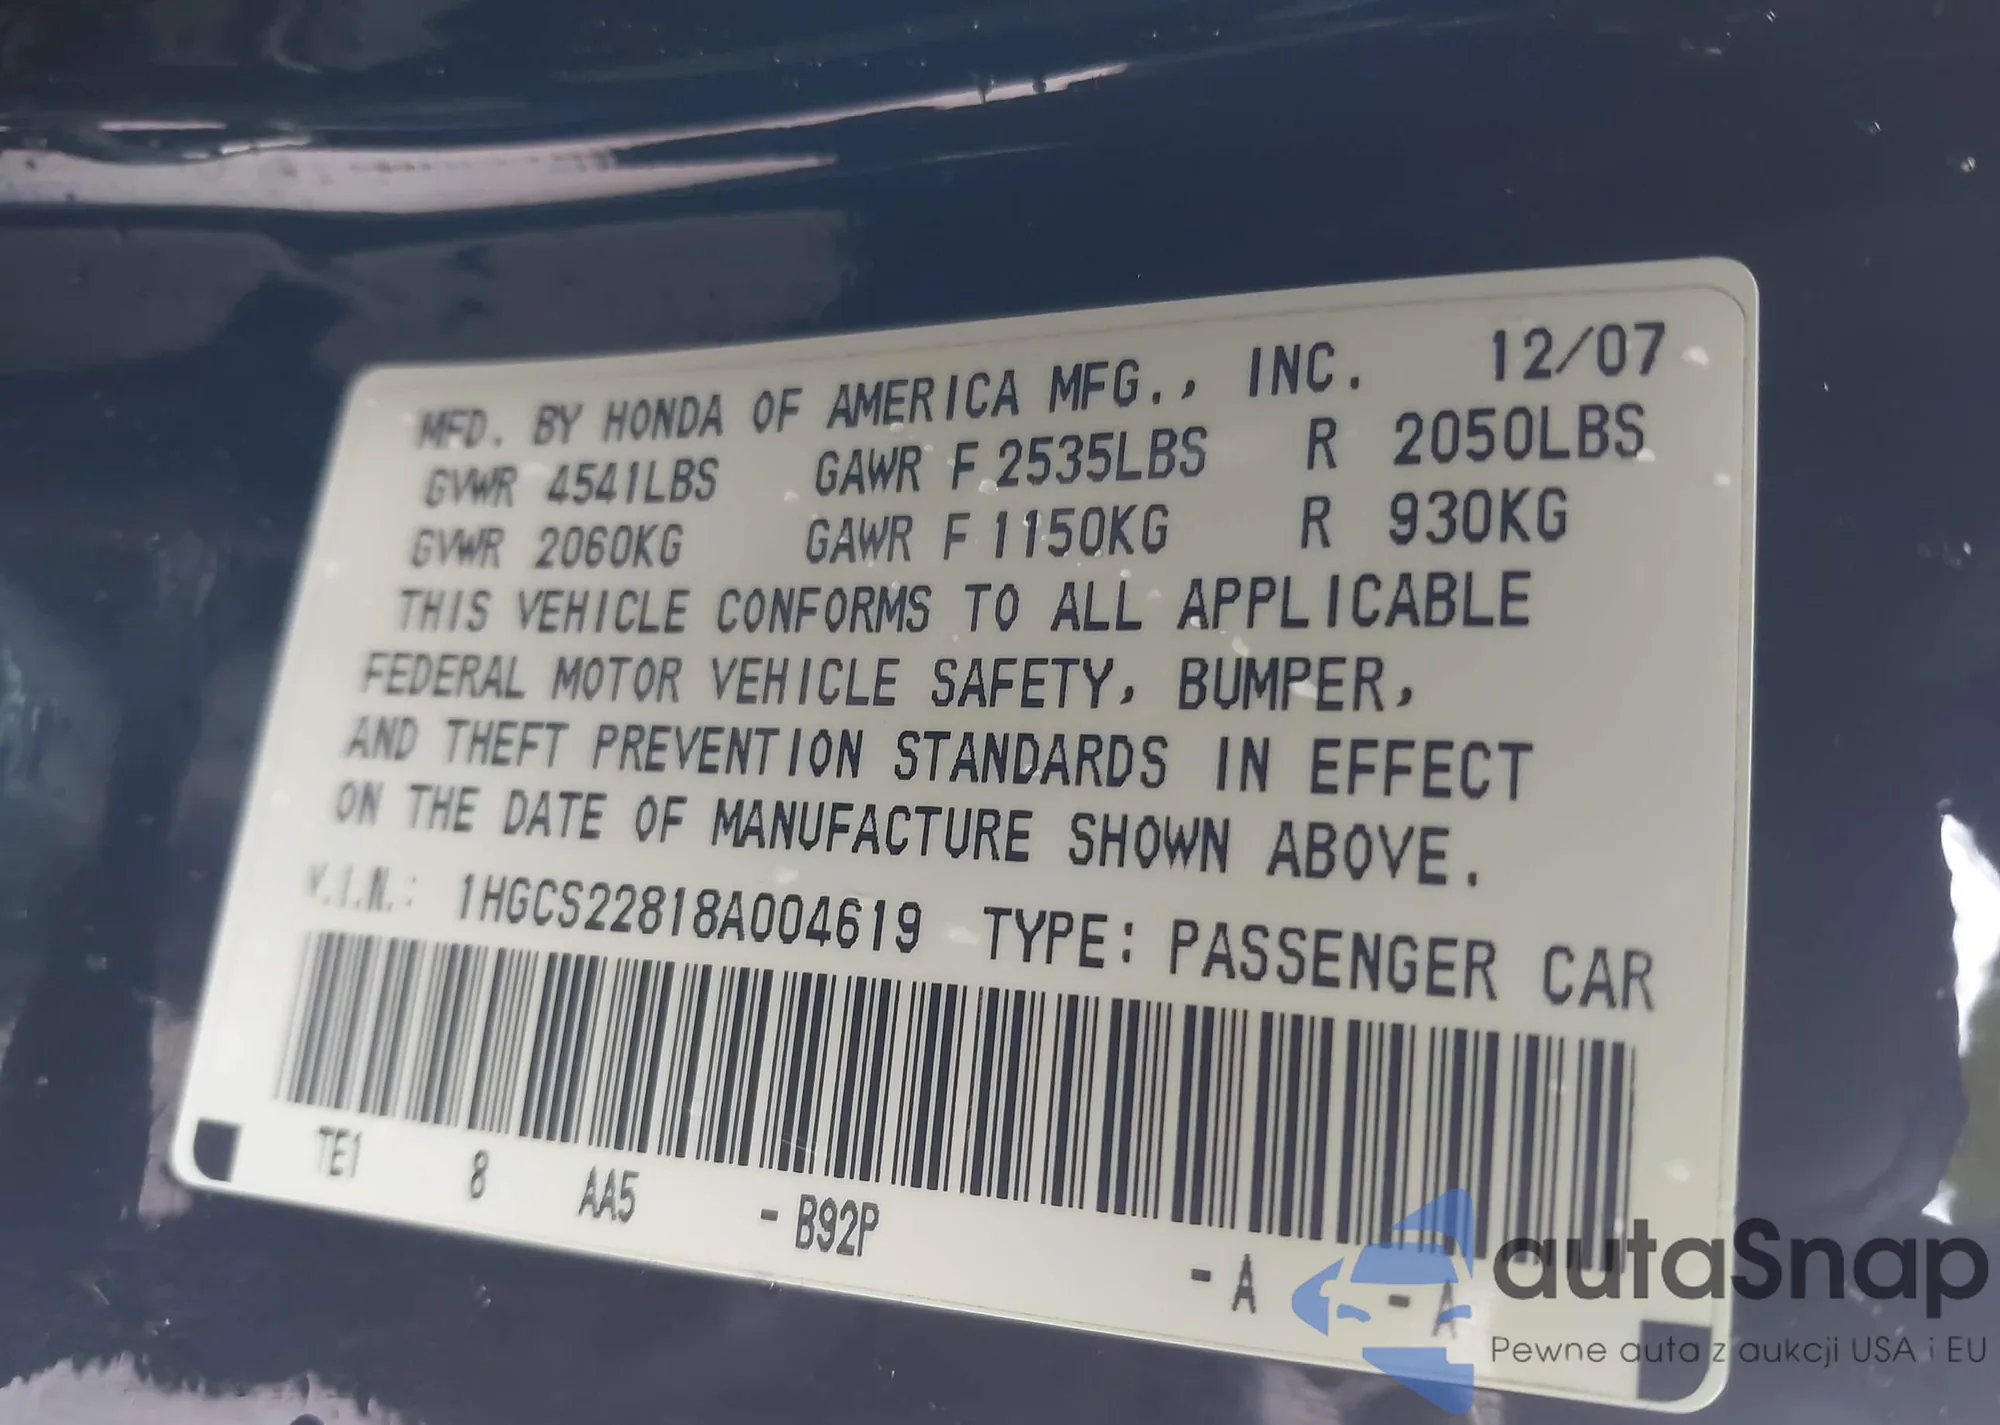 MFD. BY HONDA OF AMERICA MFG., INC. 12/07
GVWR 4541LBS GAWR F 2535LBS R 2050LBS
GVWR 2060KG GAWR F 1150KG R 930KG
THIS VEHICLE CONFORMS TO ALL APPLICABLE
FEDERAL MOTOR VEHICLE SAFETY, BUMPER,
AND THEFT PREVENTION STANDARDS IN EFFECT
ON THE DATE OF MANUFACTURE SHOWN ABOVE.
V.I.N.: 1HGCS22818A004619 TYPE: PASSENGER CAR
TE1 8 AA5 - B92P - A - A
autaSnap
Pewne auta z aukcji USA i EU